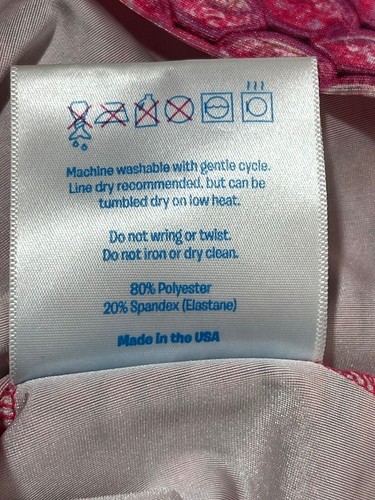 Machine washable with gentle cycle.
Line dry recommended, but can be
tumbled dry on low heat.
Do not wring or twist.
Do not iron or dry clean.
80% Polyester
20% Spandex (Elastane)
Made in the USA